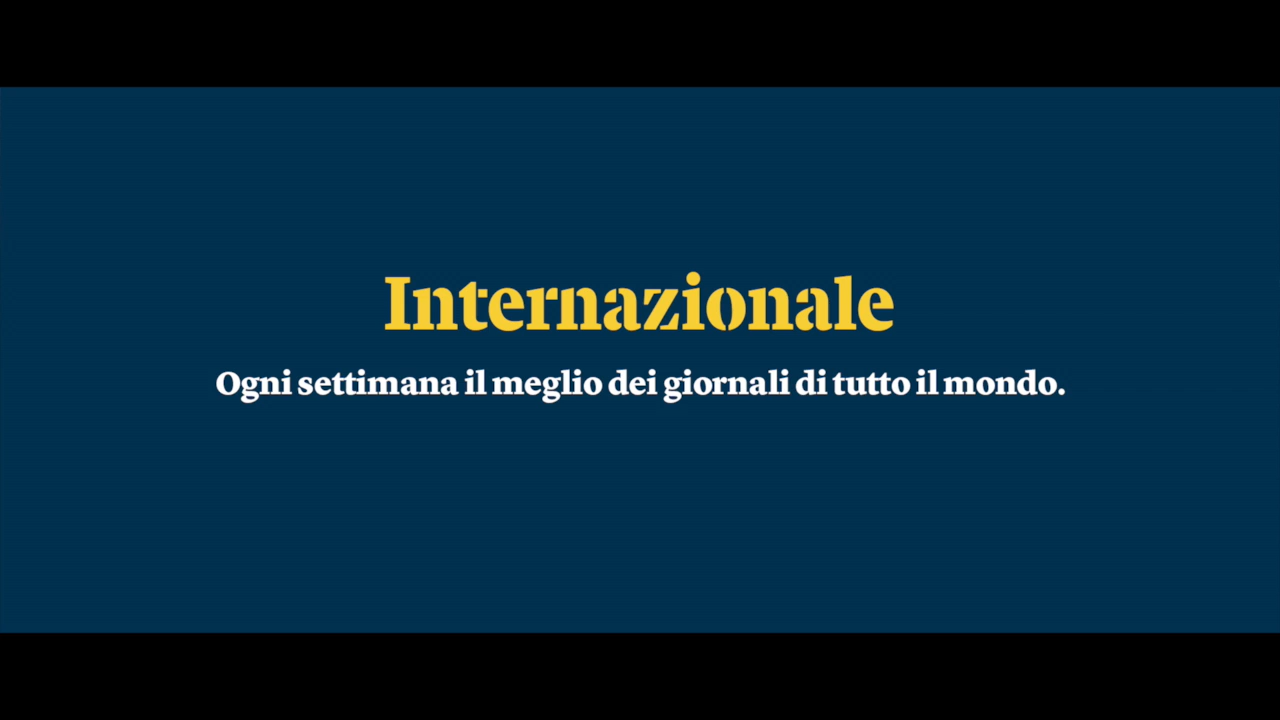 Internazionale
Ogni settimana il meglio dei giornali di tutto il mondo.